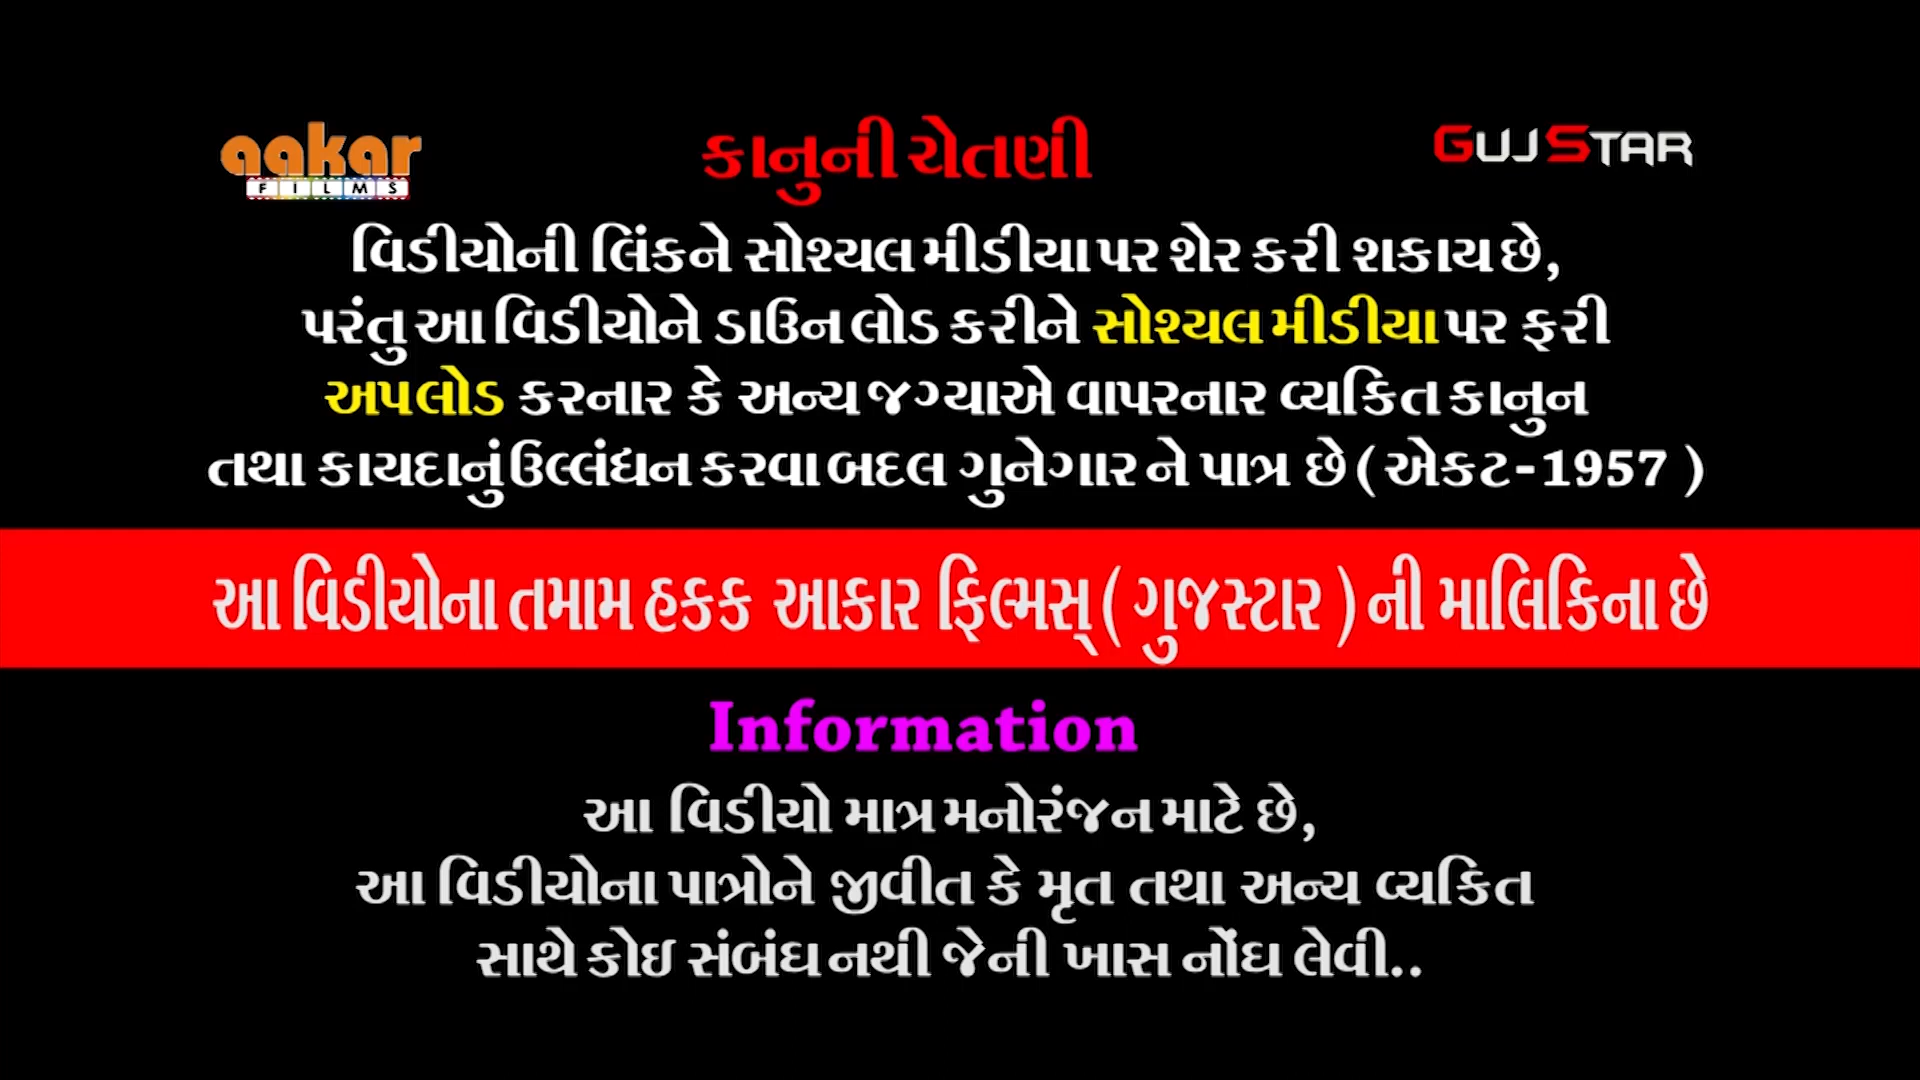 aakar
FILMS
કાનુની ચેતણી
GUJSTAR
વિડીયોની લિંકને સોશ્યલ મીડીયા પર શેર કરી શકાય છે,
પરંતુ આ વિડીયોને ડાઉન લોડ કરીને સોશ્યલ મીડીયા પર ફરી
અપલોડ કરનાર કે અન્ય જગ્યાએ વાપરનાર વ્યકિત કાનુન
તથા કાયદાનું ઉલ્લંઘન કરવા બદલ ગુનેગાર ને પાત્ર છે ( એકટ-1957 )
આ વિડીયોના તમામ હકક આકાર ફિલ્મસ્ ( ગુજસ્ટાર ) ની માલિકિના છે
Information
આ વિડીયો માત્ર મનોરંજન માટે છે,
આ વિડીયોના પાત્રોને જીવીત કે મૃત તથા અન્ય વ્યકિત
સાથે કોઇ સંબંઘ નથી જેની ખાસ નોંઘ લેવી..